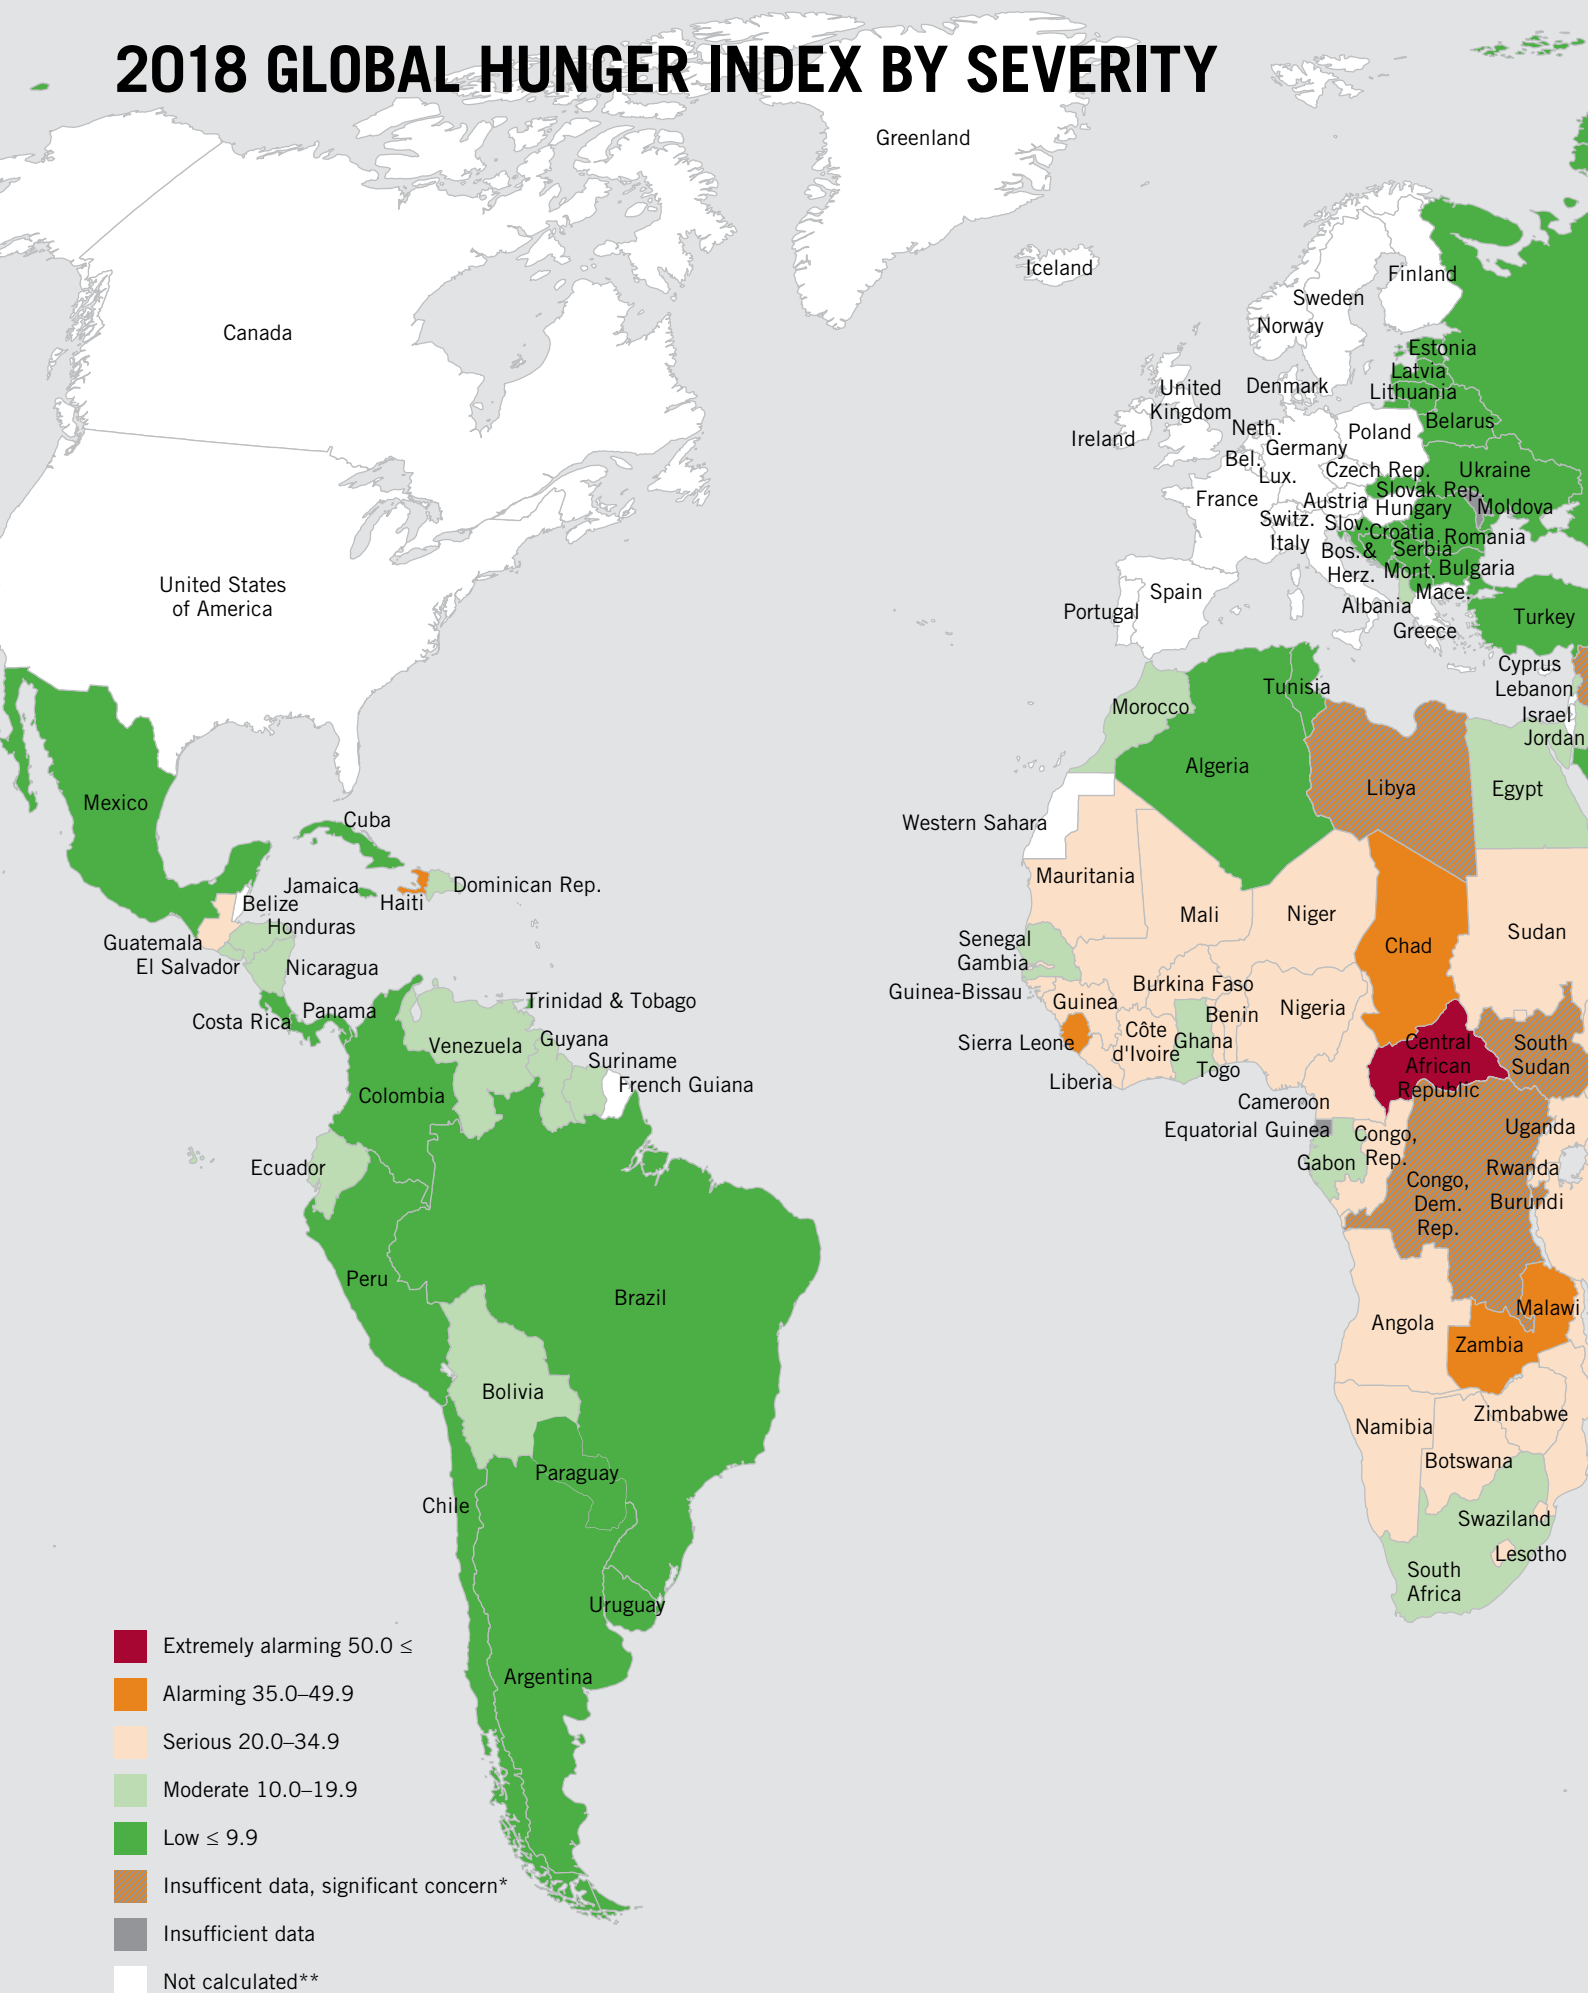 2018 GLOBAL HUNGER INDEX BY SEVERITY
Greenland
Iceland
Canada
United States
of America
Finland
Sweden
Norway
Estonia
Latvia
Lithuania
Denmark
United
Kingdom
Ireland
Neth.
Belarus
Poland
Germany
Bel.
Lux.
Czech Rep.
Ukraine
Slovak Rep.
France
Austria
Hungary
Moldova
Switz.
Slov.
Croatia
Romania
Italy
Bos.&
Herz.
Serbia
Mont.
Bulgaria
Mace.
Spain
Portugal
Albania
Greece
Turkey
Cyprus
Lebanon
Israel
Jordan
Tunisia
Morocco
Algeria
Libya
Egypt
Western Sahara
Mexico
Cuba
Jamaica
Haiti
Dominican Rep.
Belize
Honduras
Guatemala
El Salvador
Nicaragua
Costa Rica
Panama
Trinidad & Tobago
Venezuela
Guyana
Suriname
French Guiana
Colombia
Ecuador
Peru
Brazil
Bolivia
Paraguay
Chile
Uruguay
Argentina
Mauritania
Mali
Niger
Chad
Sudan
Senegal
Gambia
Guinea-Bissau
Guinea
Burkina Faso
Benin
Nigeria
Sierra Leone
Côte
d'Ivoire
Ghana
Togo
Liberia
Central
African
Republic
South
Sudan
Cameroon
Equatorial Guinea
Gabon
Congo,
Rep.
Congo,
Dem.
Rep.
Uganda
Rwanda
Burundi
Angola
Malawi
Zambia
Namibia
Zimbabwe
Botswana
Swaziland
Lesotho
South
Africa
Extremely alarming 50.0 ≤
Alarming 35.0–49.9
Serious 20.0–34.9
Moderate 10.0–19.9
Low ≤ 9.9
Insufficent data, significant concern*
Insufficient data
Not calculated**